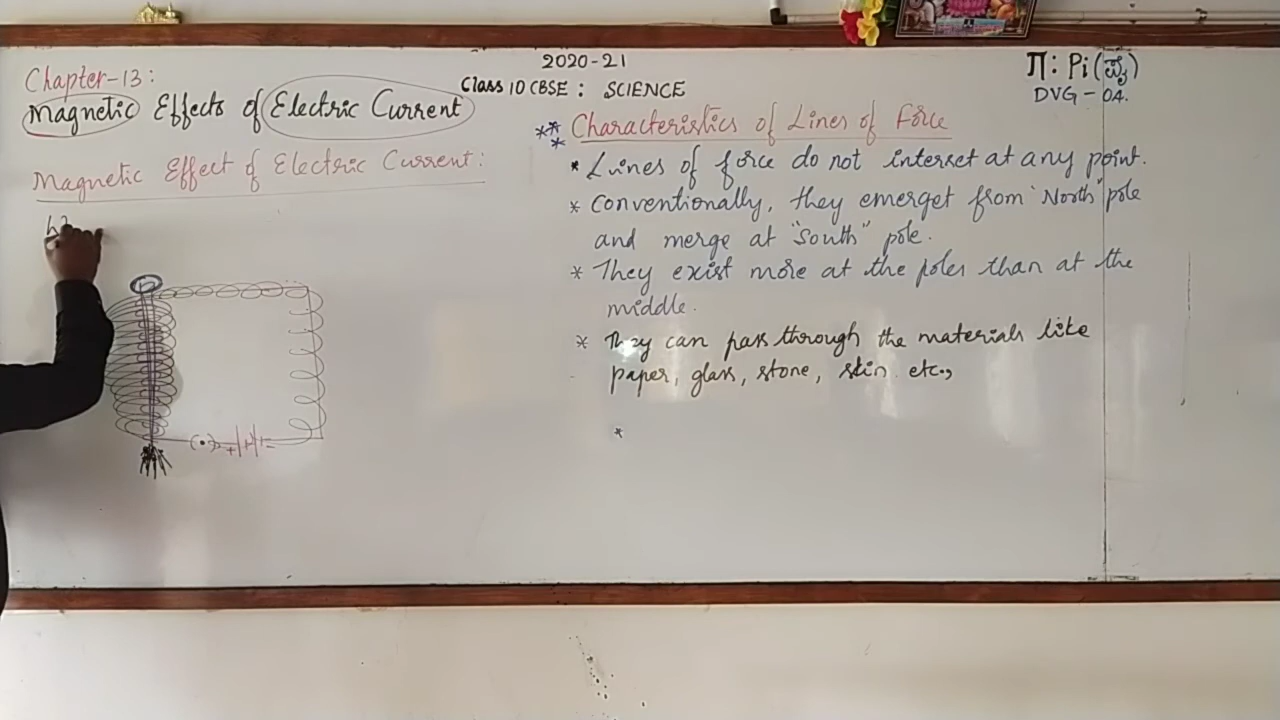 2020-21
Class 10 CBSE : SCIENCE
Π: Pi (ಪೈ)
DVG - 04.
Chapter-13:
Magnetic Effects of Electric Current
Magnetic Effect of Electric Current:
*** Characteristics of Lines of Force
* Lines of force do not interset at any point.
* Conventionally, they emerget from "North" pole
and merge at "South" pole.
* They exist more at the poles than at the
middle.
* They can pass through the materials like
paper, glass, stone, skin etc.,
*